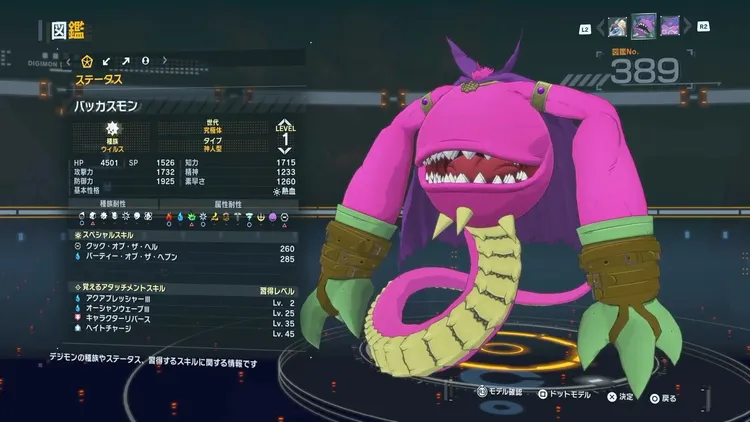 図鑑
L2
R2
図鑑No.
389
DIGIMON
ステータス
バッカスモン
種族
ウィルス
世代
究極体
タイプ
神人型
LEVEL
1
HP 4501 SP 1526 知力 1715
攻撃力 1732 精神 1233
防御力 1925 素早さ 1260
基本性格 熱血
種族耐性 属性耐性
スペシャルスキル
クック・オブ・ザ・ヘル 260
パーティー・オブ・ザ・ヘブン 285
覚えるアタッチメントスキル 習得レベル
アクアプレッシャーIII Lv. 2
オーシャンウェーブII Lv. 25
キャラクターリバース Lv. 35
ヘイトチャージ Lv. 45
デジモンの種族やステータス、習得するスキルに関する情報です
R3 モデル確認
ドットモデル
決定
戻る